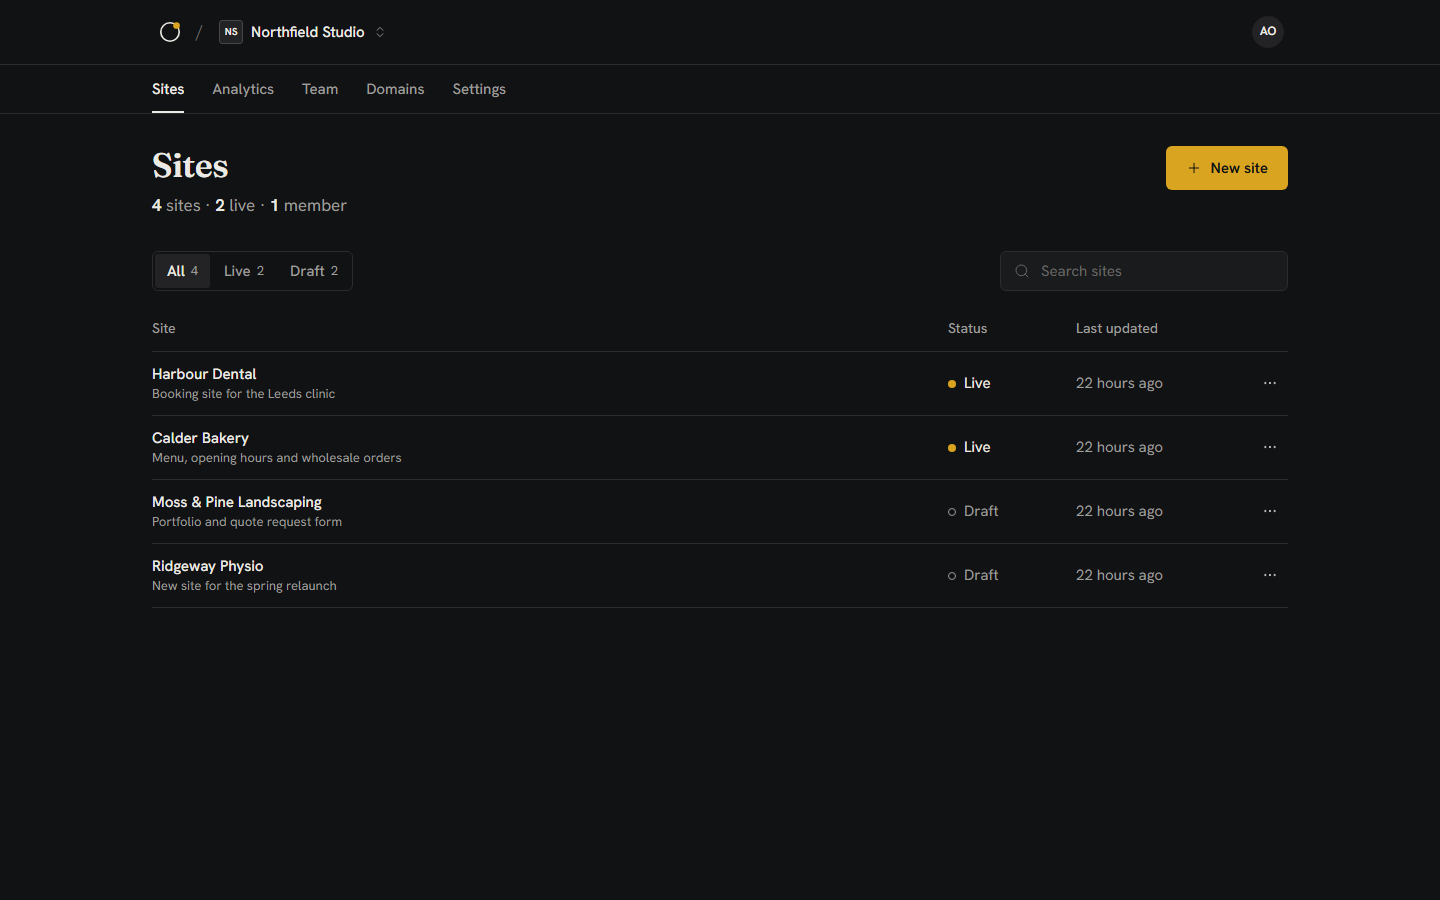 / NS Northfield Studio AO
Sites Analytics Team Domains Settings
Sites
+ New site
4 sites · 2 live · 1 member
All 4 Live 2 Draft 2
Search sites
Site Status Last updated
Harbour Dental
Booking site for the Leeds clinic
Live 22 hours ago ···
Calder Bakery
Menu, opening hours and wholesale orders
Live 22 hours ago ···
Moss & Pine Landscaping
Portfolio and quote request form
Draft 22 hours ago ···
Ridgeway Physio
New site for the spring relaunch
Draft 22 hours ago ···